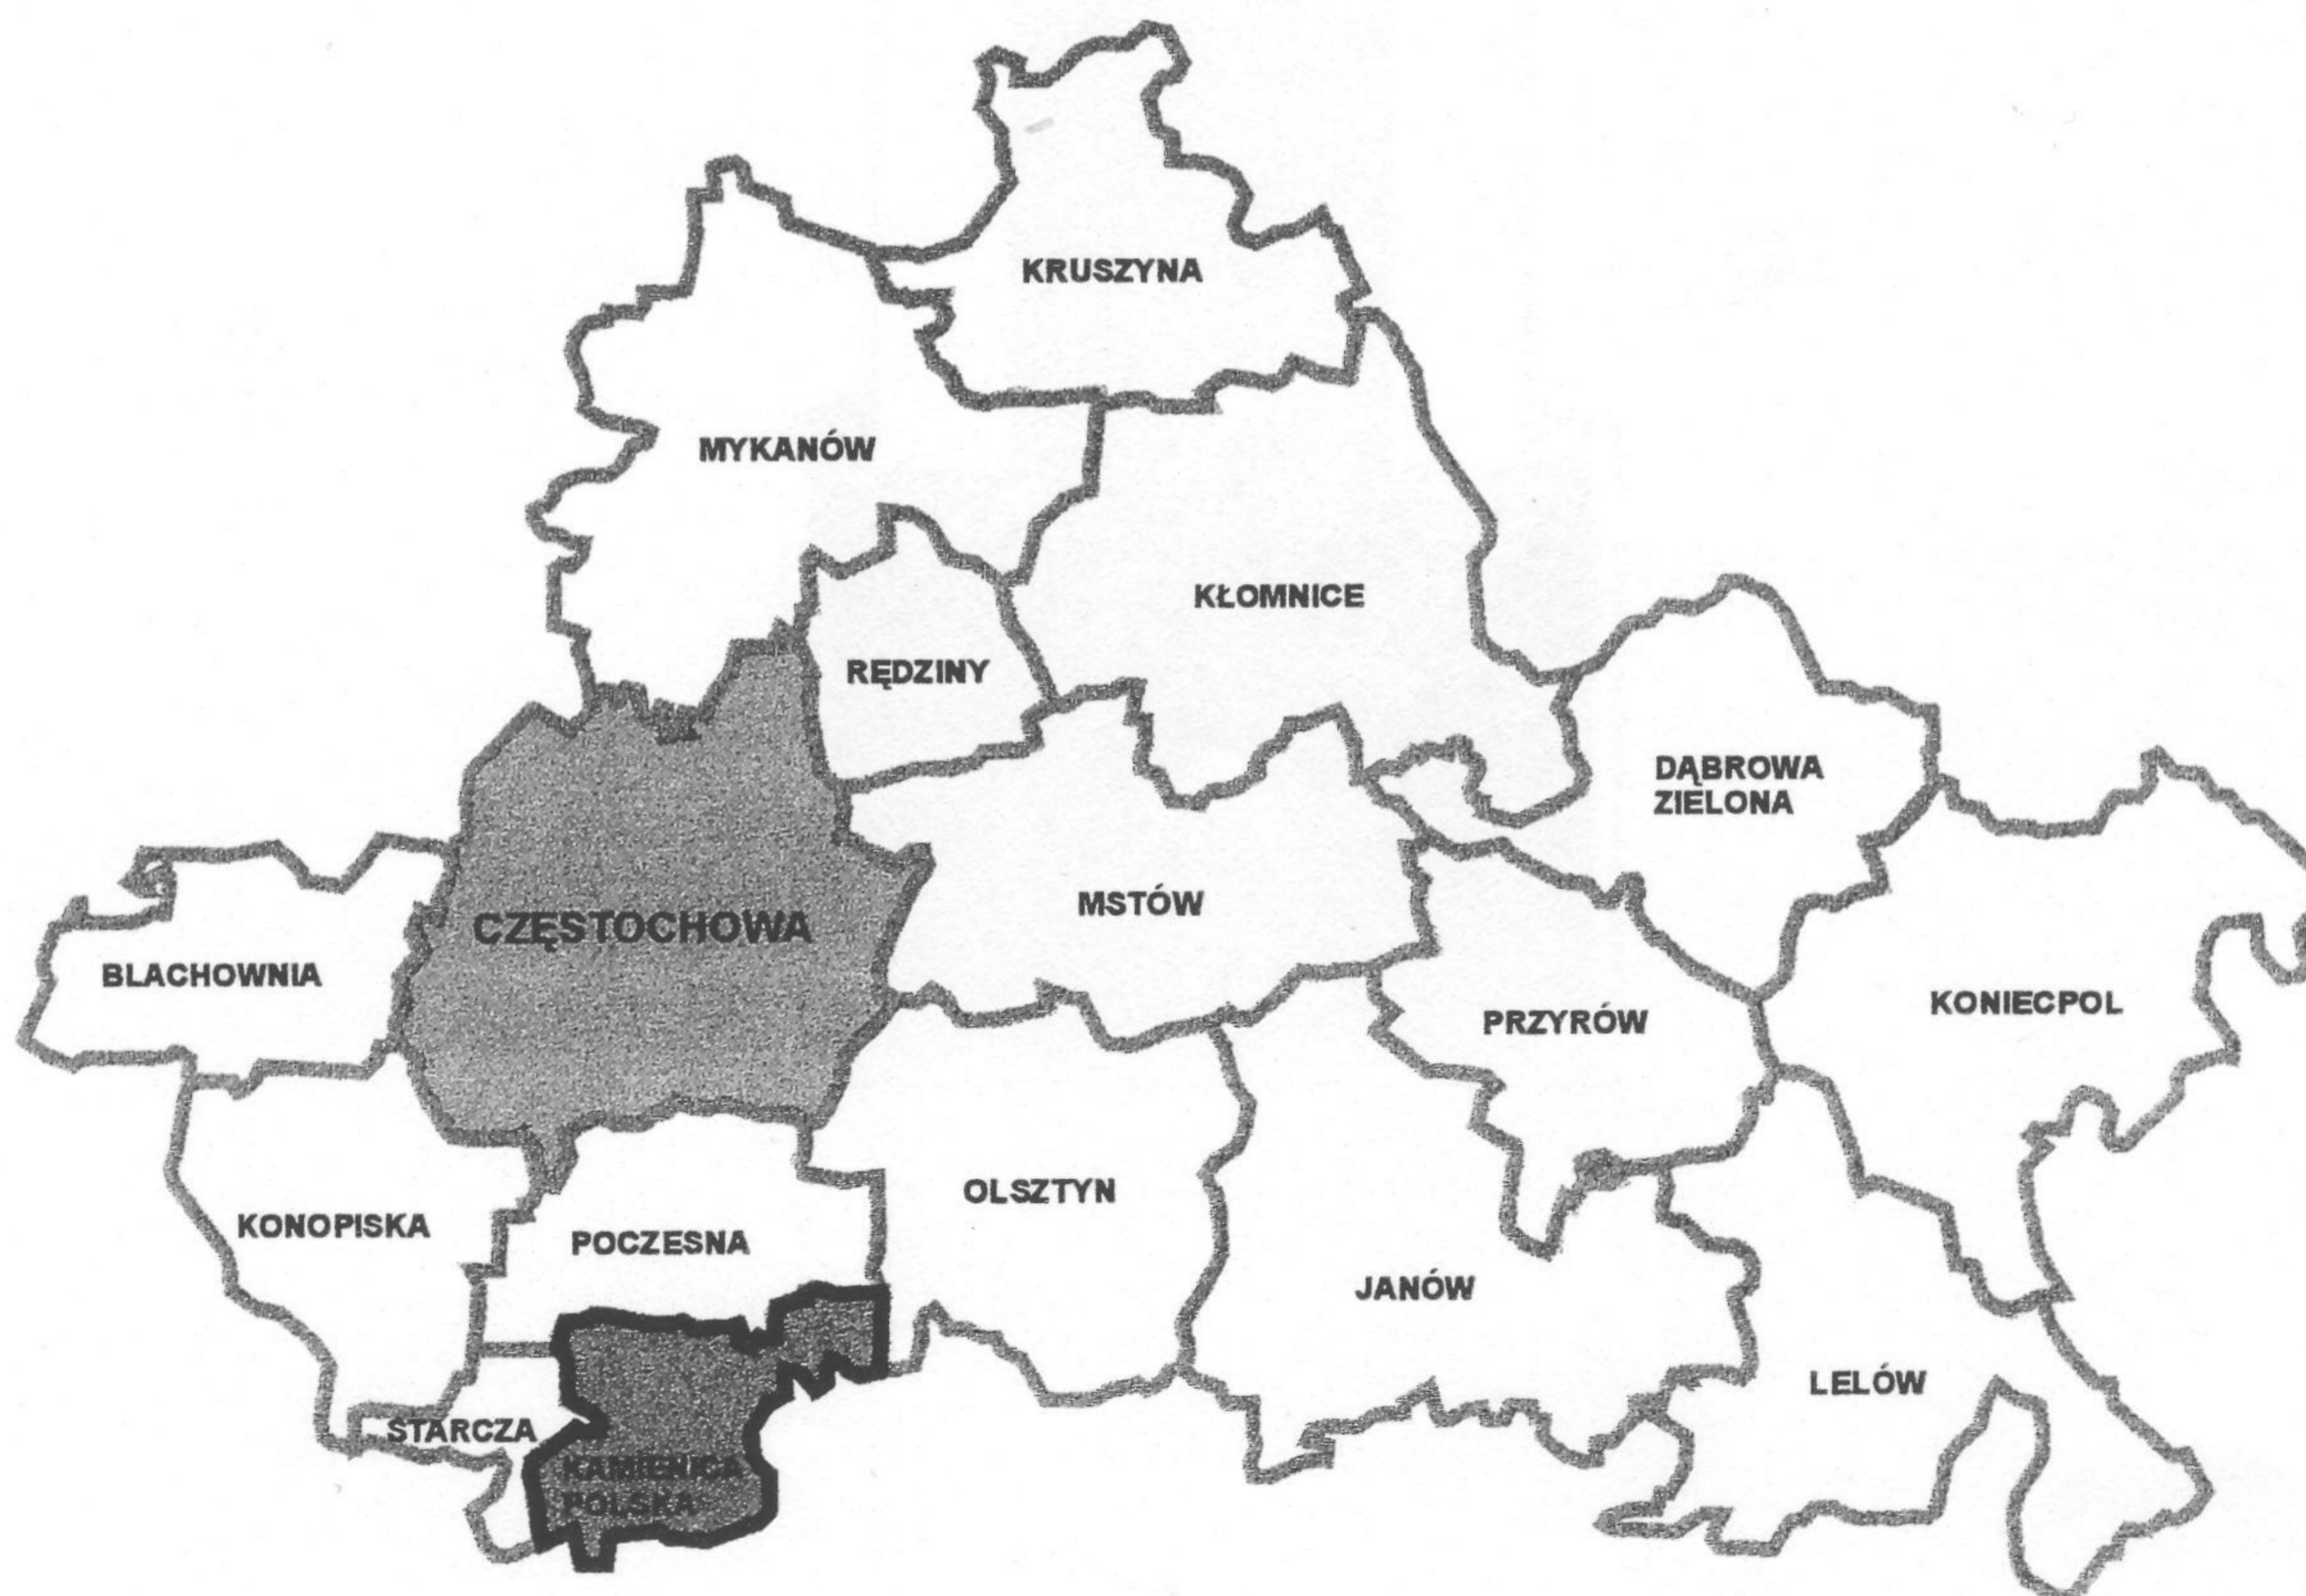 KRUSZYNA
MYKANÓW
KŁOMNICE
RĘDZINY
DĄBROWA
ZIELONA
MSTÓW
CZĘSTOCHOWA
BLACHOWNIA
KONIECPOL
PRZYRÓW
OLSZTYN
KONOPISKA
POCZESNA
JANÓW
LELÓW
STARCZA
KAMIENICA
POLSKA